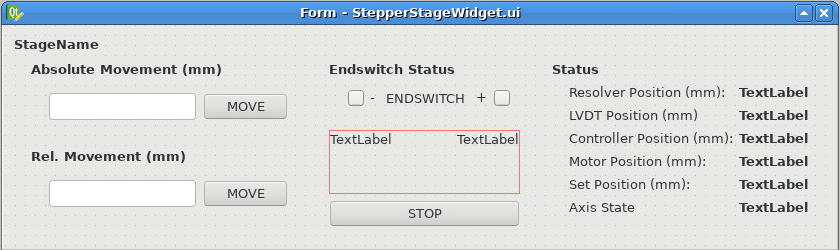 Form - StepperStageWidget.ui
StageName
Absolute Movement (mm)
MOVE
Rel. Movement (mm)
MOVE
Endswitch Status
- ENDSWITCH +
TextLabel TextLabel
STOP
Status
Resolver Position (mm): TextLabel
LVDT Position (mm) TextLabel
Controller Position (mm): TextLabel
Motor Position (mm): TextLabel
Set Position (mm): TextLabel
Axis State TextLabel